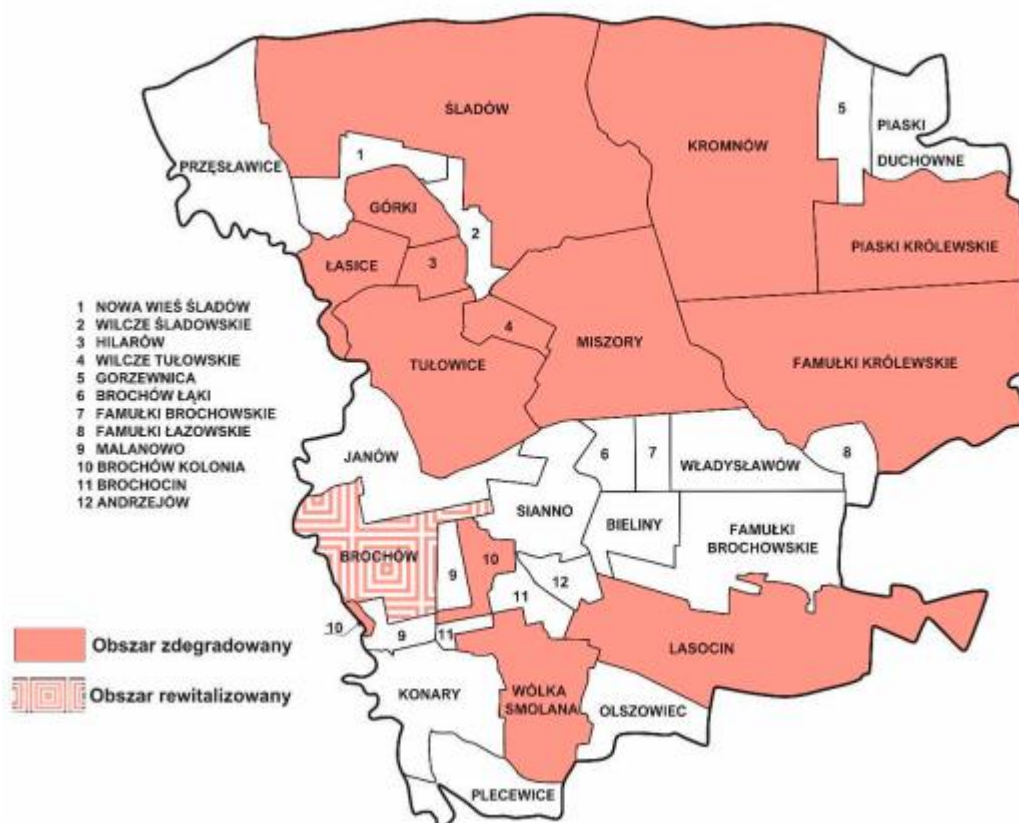 ŚLADÓW
KROMNÓW
5
PIASKI
DUCHOWNE
PRZĘSŁAWICE
1
GÓRKI
2
PIASKI KRÓLEWSKIE
ŁASICE
3
1 NOWA WIEŚ ŚLADÓW
2 WILCZE ŚLADOWSKIE
3 HILARÓW
4 WILCZE TUŁOWSKIE
5 GORZEWNICA
6 BROCHÓW ŁĄKI
7 FAMUŁKI BROCHOWSKIE
8 FAMUŁKI ŁAZOWSKIE
9 MALANOWO
10 BROCHÓW KOLONIA
11 BROCHOCIN
12 ANDRZEJÓW
4
MISZORY
TUŁOWICE
FAMUŁKI KRÓLEWSKIE
JANÓW
6
7
WŁADYSŁAWÓW
8
SIANNO
BIELINY
FAMUŁKI
BROCHOWSKIE
BROCHÓW
9
10
11
12
10
9
11
Obszar zdegradowany
LASOCIN
Obszar rewitalizowany
KONARY
WÓLKA
SMOLANA
OLSZOWIEC
PLECEWICE